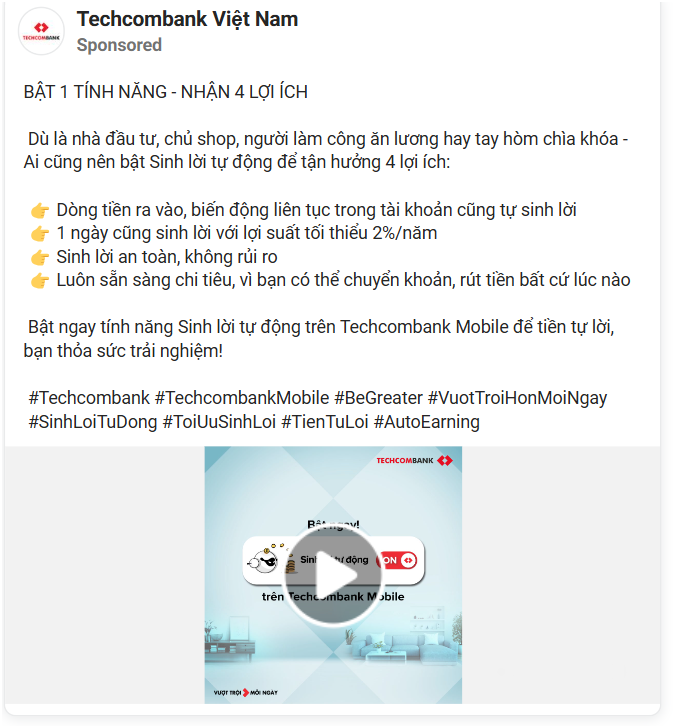 TECHCOMBANK
Techcombank Việt Nam
Sponsored
BẬT 1 TÍNH NĂNG - NHẬN 4 LỢI ÍCH
Dù là nhà đầu tư, chủ shop, người làm công ăn lương hay tay hòm chìa khóa -
Ai cũng nên bật Sinh lời tự động để tận hưởng 4 lợi ích:
👉 Dòng tiền ra vào, biến động liên tục trong tài khoản cũng tự sinh lời
👉 1 ngày cũng sinh lời với lợi suất tối thiểu 2%/năm
👉 Sinh lời an toàn, không rủi ro
👉 Luôn sẵn sàng chi tiêu, vì bạn có thể chuyển khoản, rút tiền bất cứ lúc nào
Bật ngay tính năng Sinh lời tự động trên Techcombank Mobile để tiền tự lời,
bạn thỏa sức trải nghiệm!
#Techcombank #TechcombankMobile #BeGreater #VuotTroiHonMoiNgay
#SinhLoiTuDong #ToiUuSinhLoi #TienTuLoi #AutoEarning
TECHCOMBANK
Bật ngay!
Sinh lời tự động ON
trên Techcombank Mobile
VƯỢT TRỘI MỖI NGÀY